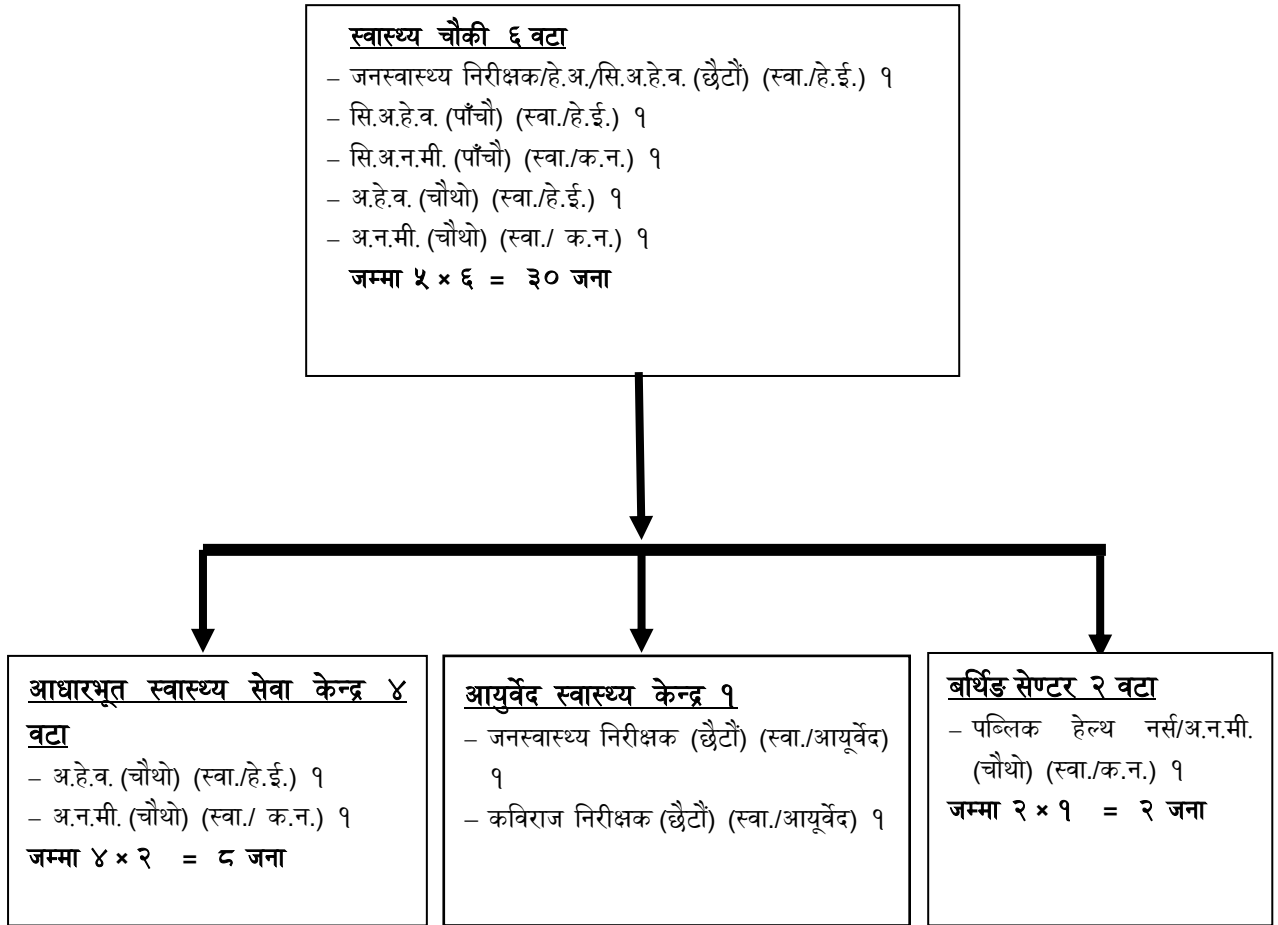 स्वास्थ्य चौकी ६ वटा
– जनस्वास्थ्य निरीक्षक/हे.अ./सि.अ.हे.व. (छैटौं) (स्वा./हे.ई.) १
– सि.अ.हे.व. (पाँचौ) (स्वा./हे.ई.) १
– सि.अ.न.मी. (पाँचौ) (स्वा./क.न.) १
– अ.हे.व. (चौथो) (स्वा./हे.ई.) १
– अ.न.मी. (चौथो) (स्वा./ क.न.) १
जम्मा ५ × ६ = ३० जना
आधारभूत स्वास्थ्य सेवा केन्द्र ४
वटा
– अ.हे.व. (चौथो) (स्वा./हे.ई.) १
– अ.न.मी. (चौथो) (स्वा./ क.न.) १
जम्मा ४ × २ = ८ जना
आयुर्वेद स्वास्थ्य केन्द्र १
– जनस्वास्थ्य निरीक्षक (छैटौं) (स्वा./आयूर्वेद)
१
– कविराज निरीक्षक (छैटौं) (स्वा./आयूर्वेद) १
बर्थिङ सेण्टर २ वटा
– पब्लिक हेल्थ नर्स/अ.न.मी.
(चौथो) (स्वा./क.न.) १
जम्मा २ × १ = २ जना